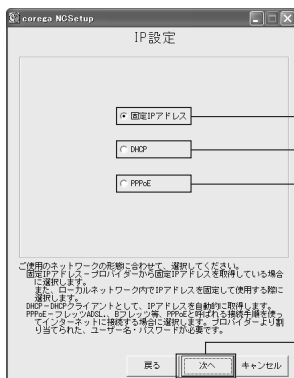 corega NCSetup
IP設定
固定IPアドレス
DHCP
PPPoE
ご使用のネットワークの形態に合わせて、選択してください。
固定IPアドレス－プロバイダーから固定IPアドレスを取得している場合
に選択します。
また、ローカルネットワーク内でIPアドレスを固定して使用する際に
選択します。
DHCP－DHCPクライアントとして、IPアドレスを自動的に取得します。
PPPoE－フレッツADSL、Bフレッツ等、PPPoEと呼ばれる接続手順を使っ
てインターネットに接続する場合に選択します。プロバイダーより割
り当てられた、ユーザー名・パスワードが必要です。
戻る 次へ キャンセル